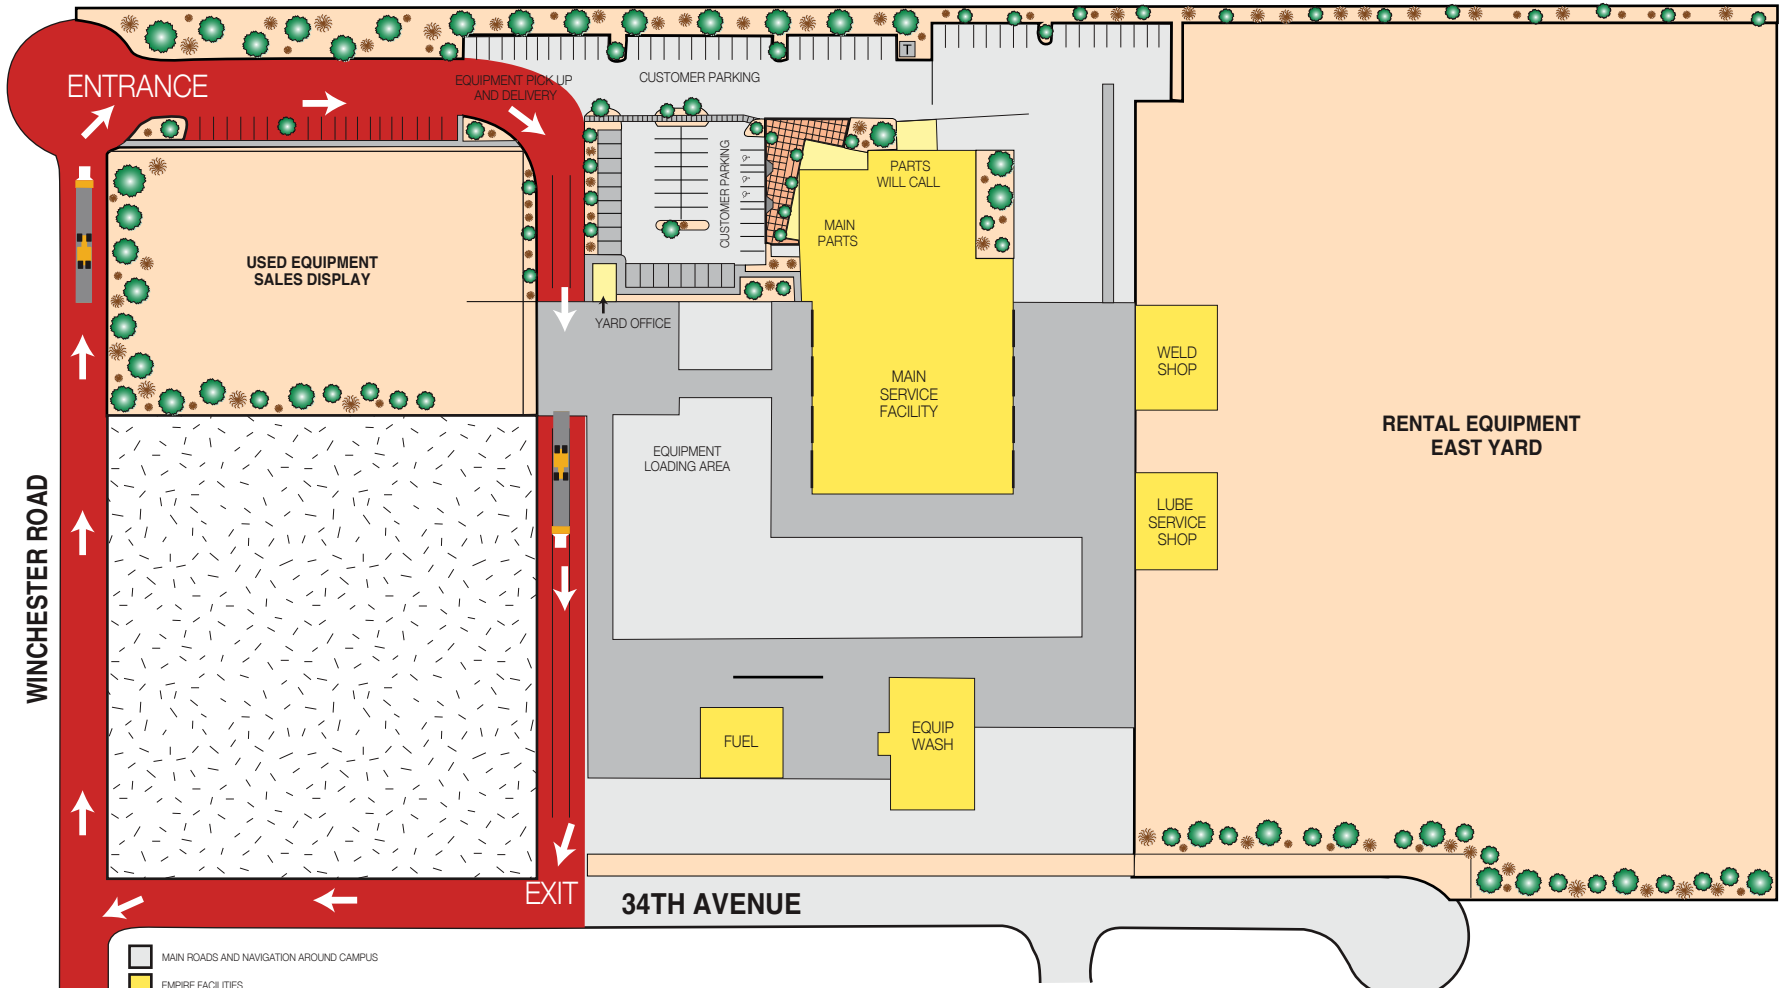 ENTRANCE
EQUIPMENT PICK UP
AND DELIVERY
CUSTOMER PARKING
T
CUSTOMER PARKING
PARTS
WILL CALL
MAIN
PARTS
USED EQUIPMENT
SALES DISPLAY
YARD OFFICE
WELD
SHOP
MAIN
SERVICE
FACILITY
RENTAL EQUIPMENT
EAST YARD
EQUIPMENT
LOADING AREA
LUBE
SERVICE
SHOP
WINCHESTER ROAD
FUEL
EQUIP
WASH
EXIT
34TH AVENUE
MAIN ROADS AND NAVIGATION AROUND CAMPUS
EMPIRE FACILITIES